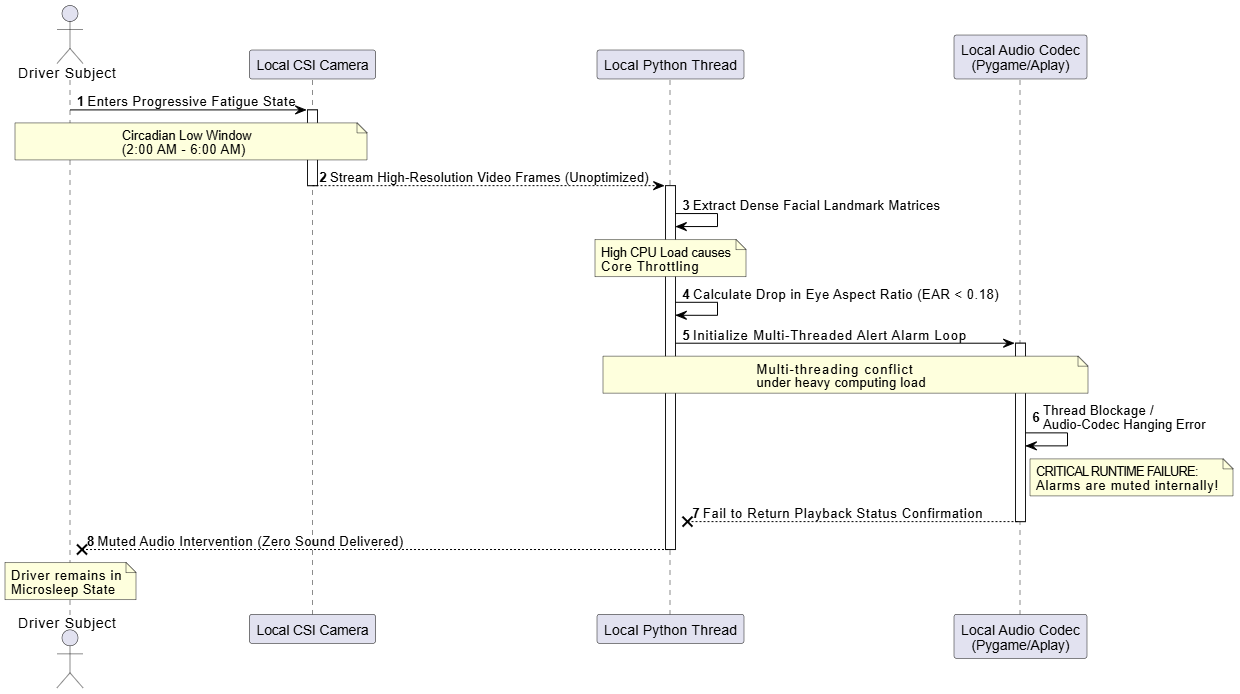 Driver Subject
Local CSI Camera
Local Python Thread
Local Audio Codec
(Pygame/Aplay)
1 Enters Progressive Fatigue State
Circadian Low Window
(2:00 AM - 6:00 AM)
2 Stream High-Resolution Video Frames (Unoptimized)
3 Extract Dense Facial Landmark Matrices
High CPU Load causes
Core Throttling
4 Calculate Drop in Eye Aspect Ratio (EAR < 0.18)
5 Initialize Multi-Threaded Alert Alarm Loop
Multi-threading conflict
under heavy computing load
6 Thread Blockage /
Audio-Codec Hanging Error
CRITICAL RUNTIME FAILURE:
Alarms are muted internally!
7 Fail to Return Playback Status Confirmation
8 Muted Audio Intervention (Zero Sound Delivered)
Driver remains in
Microsleep State
Driver Subject
Local CSI Camera
Local Python Thread
Local Audio Codec
(Pygame/Aplay)